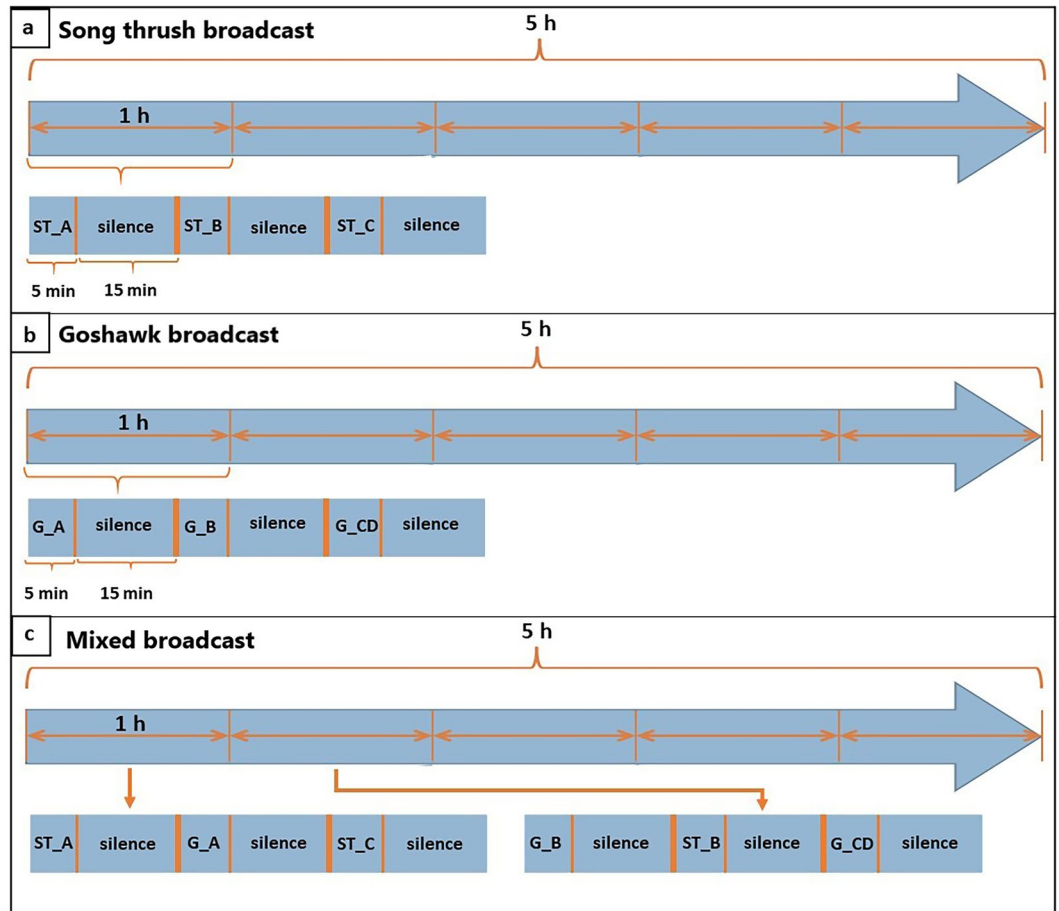 a Song thrush broadcast 5 h
1 h
ST_A silence ST_B silence ST_C silence
5 min 15 min
b Goshawk broadcast 5 h
1 h
G_A silence G_B silence G_CD silence
5 min 15 min
c Mixed broadcast 5 h
1 h
ST_A silence G_A silence ST_C silence G_B silence ST_B silence G_CD silence